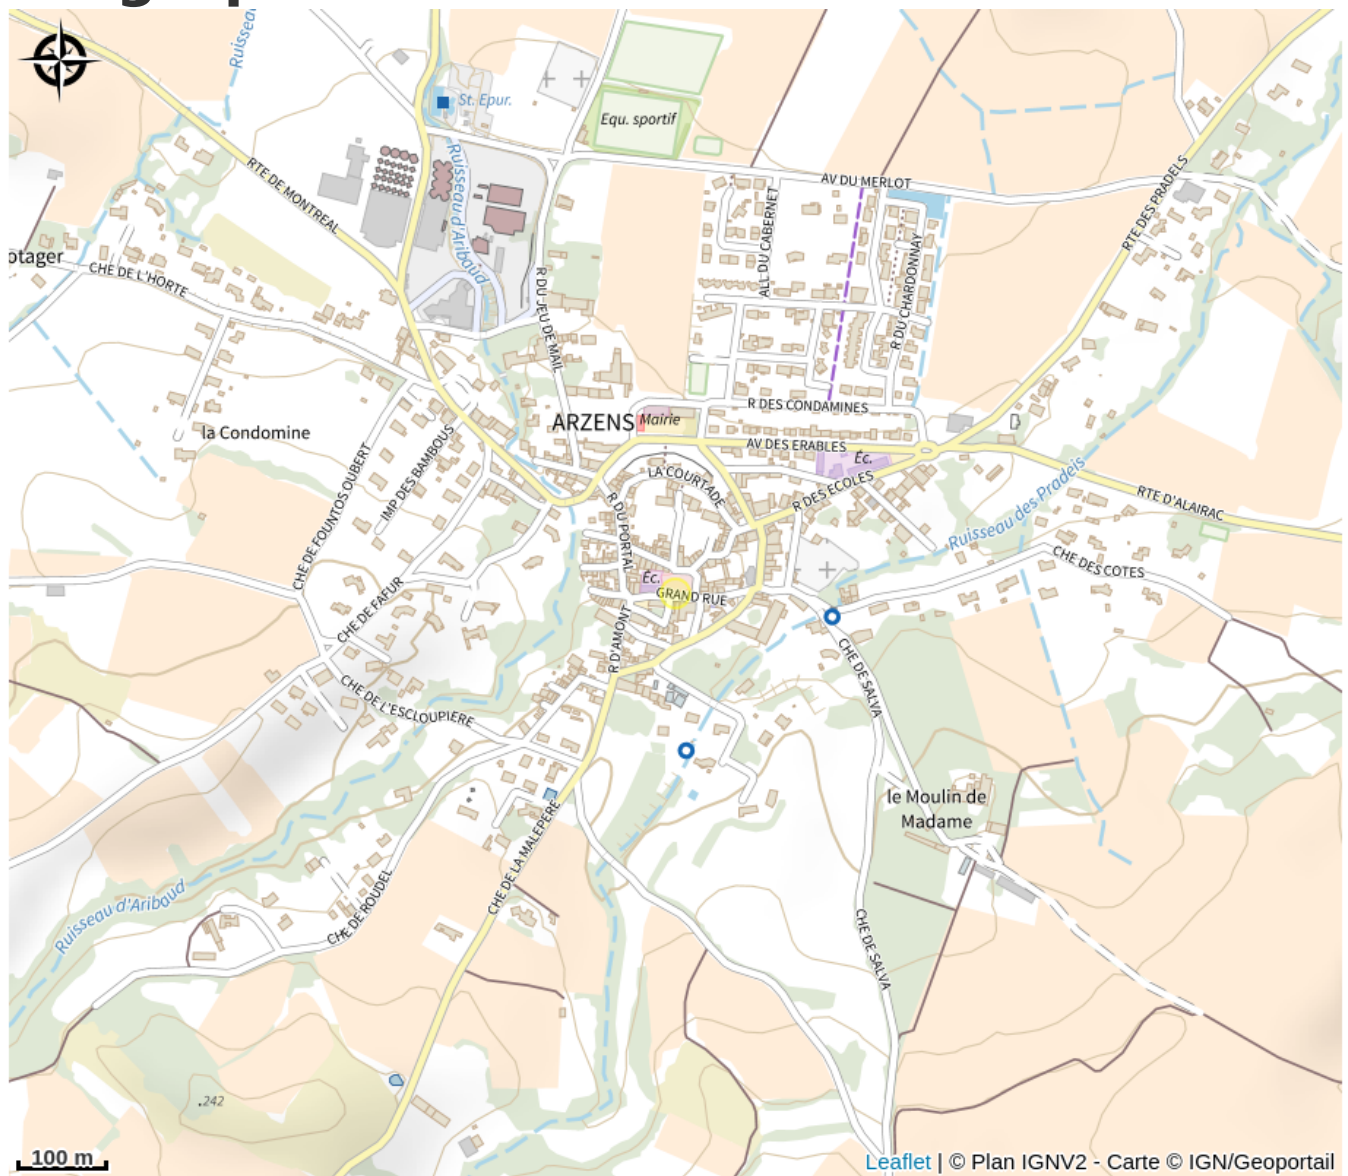 Ruisseau
St. Epur.
Equ. sportif
Ruisseau d'Aribaud
RTE DE MONTREAL
AV DU MERLOT
RTE DES PRADELS
ALL DU CABERNET
R DU CHARDONNAY
otager
CHE DE L'HORTE
R DU JEU DE MAIL
R DES CONDAMINES
ARZENS
Mairie
la Condomine
AV DES ERABLES
Éc.
IMP DES BAMBOUS
CHE DE FOUNTOS OUBERT
LA COURTADE
R DES ECOLES
RTE D'ALAIRAC
R DU PORTAL
Ruisseau des Pradels
CHE DES COTES
Éc.
GRAND RUE
CHE DE FAFUR
R D'AMONT
CHE DE SALVA
CHE DE L'ESCLOUPIERE
le Moulin de
Madame
CHE DE LA MALEPERE
Ruisseau d'Aribaud
CHE DE ROUDEL
CHE DE SALVA
.242
100 m
Leaflet | © Plan IGNV2 - Carte © IGN/Geoportail